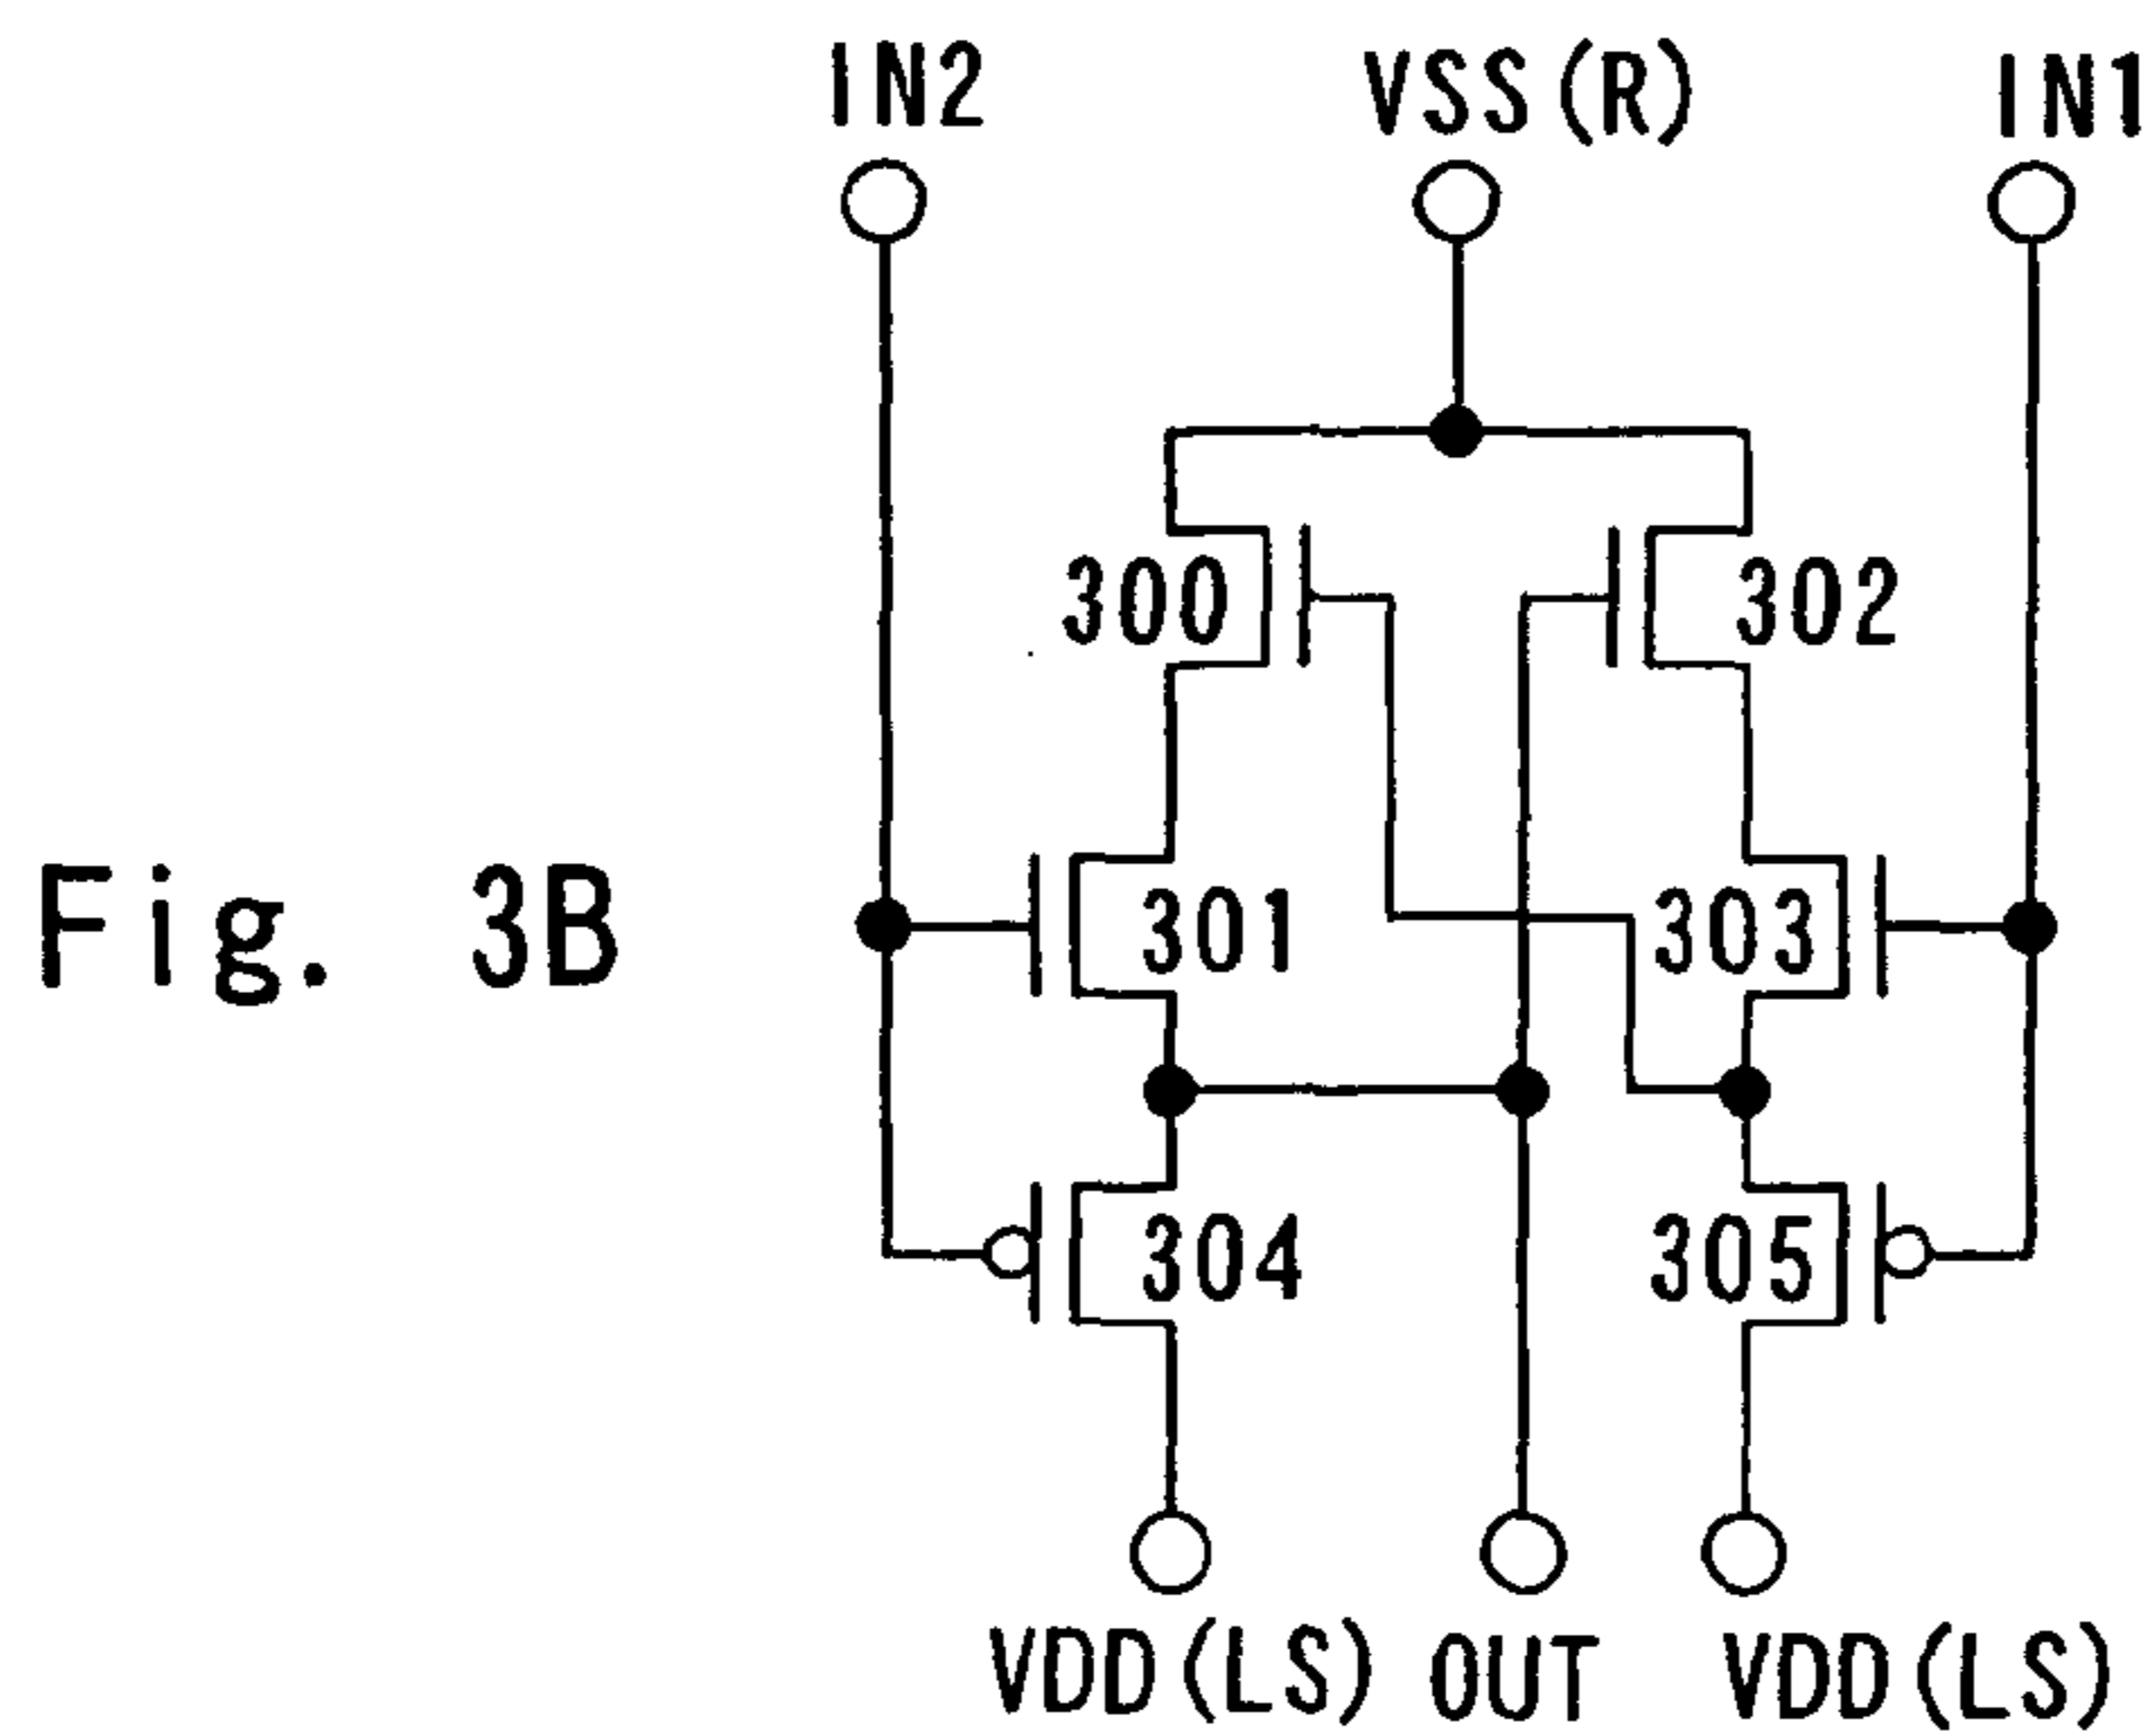 IN2 VSS(R) IN1
300 302
Fig. 3B 301 303
304 305
VDD(LS) OUT VDD(LS)